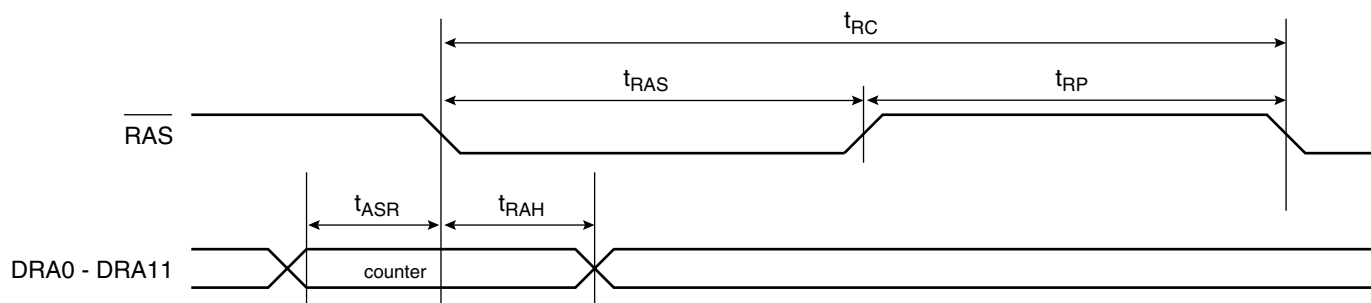 tRC
tRAS tRP
RAS
tASR tRAH
DRA0 - DRA11 counter